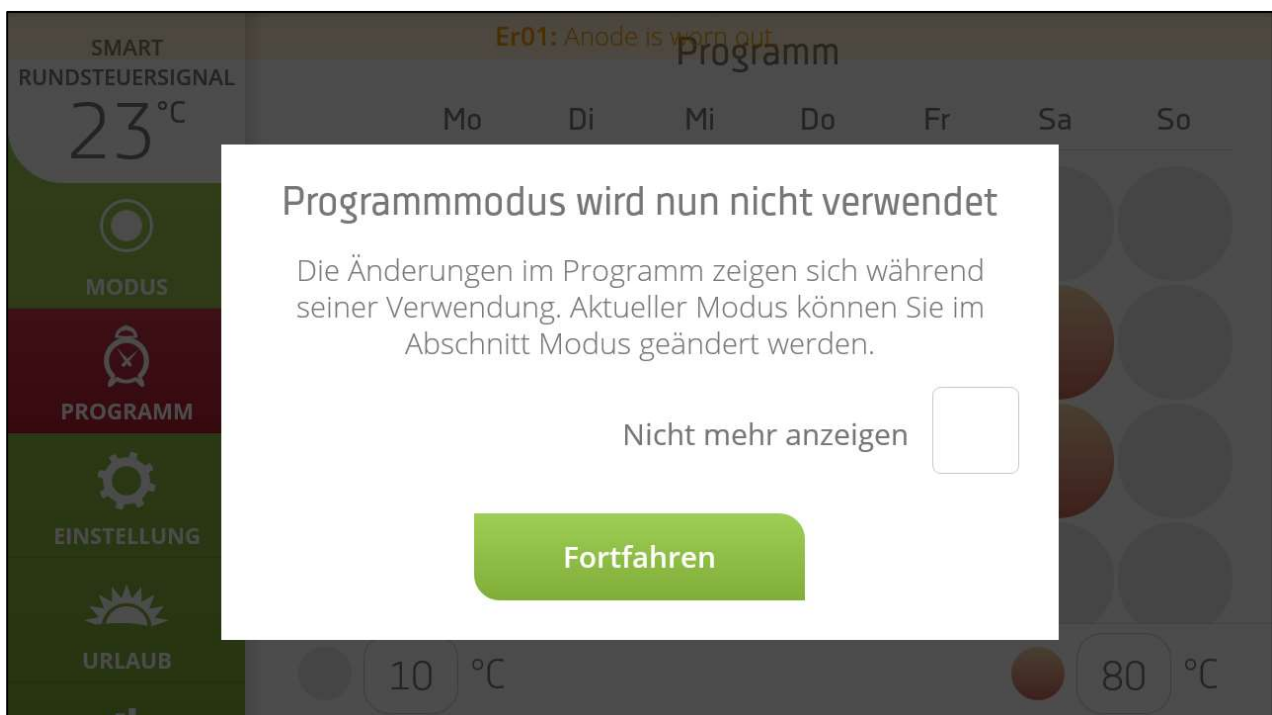 SMART
RUNDSTEUERSIGNAL
23 °C
MODUS
PROGRAMM
EINSTELLUNG
URLAUB
Er01: Anode is worn out
Programm
Mo Di Mi Do Fr Sa So
Programmmodus wird nun nicht verwendet
Die Änderungen im Programm zeigen sich während
seiner Verwendung. Aktueller Modus können Sie im
Abschnitt Modus geändert werden.
Nicht mehr anzeigen
Fortfahren
10 °C
80 °C